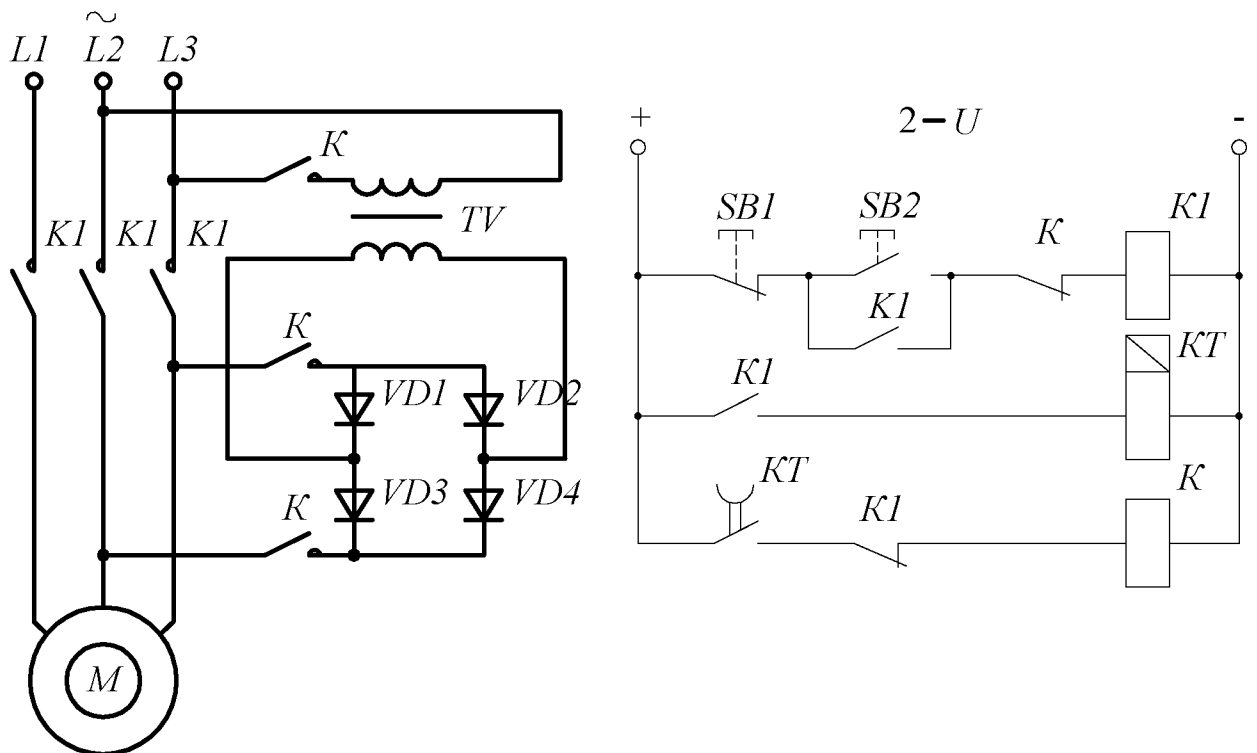 ~
L1 L2 L3
K
TV
K1 K1 K1
K
VD1 VD2
VD3 VD4
K
M
+ 2 – U -
SB1 SB2 K K1
K1
KT
K1
KT K1 K